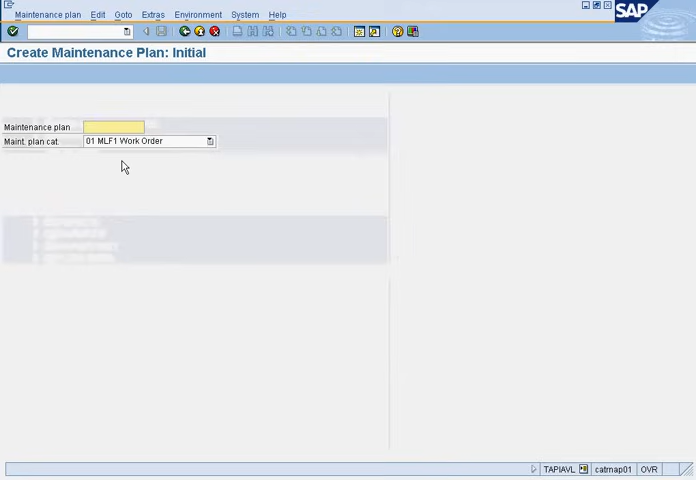 Maintenance plan Edit Goto Extras Environment System Help
SAP
Create Maintenance Plan: Initial
Maintenance plan
Maint. plan cat. 01 MLF1 Work Order
TAPIAVL catmap01 OVR